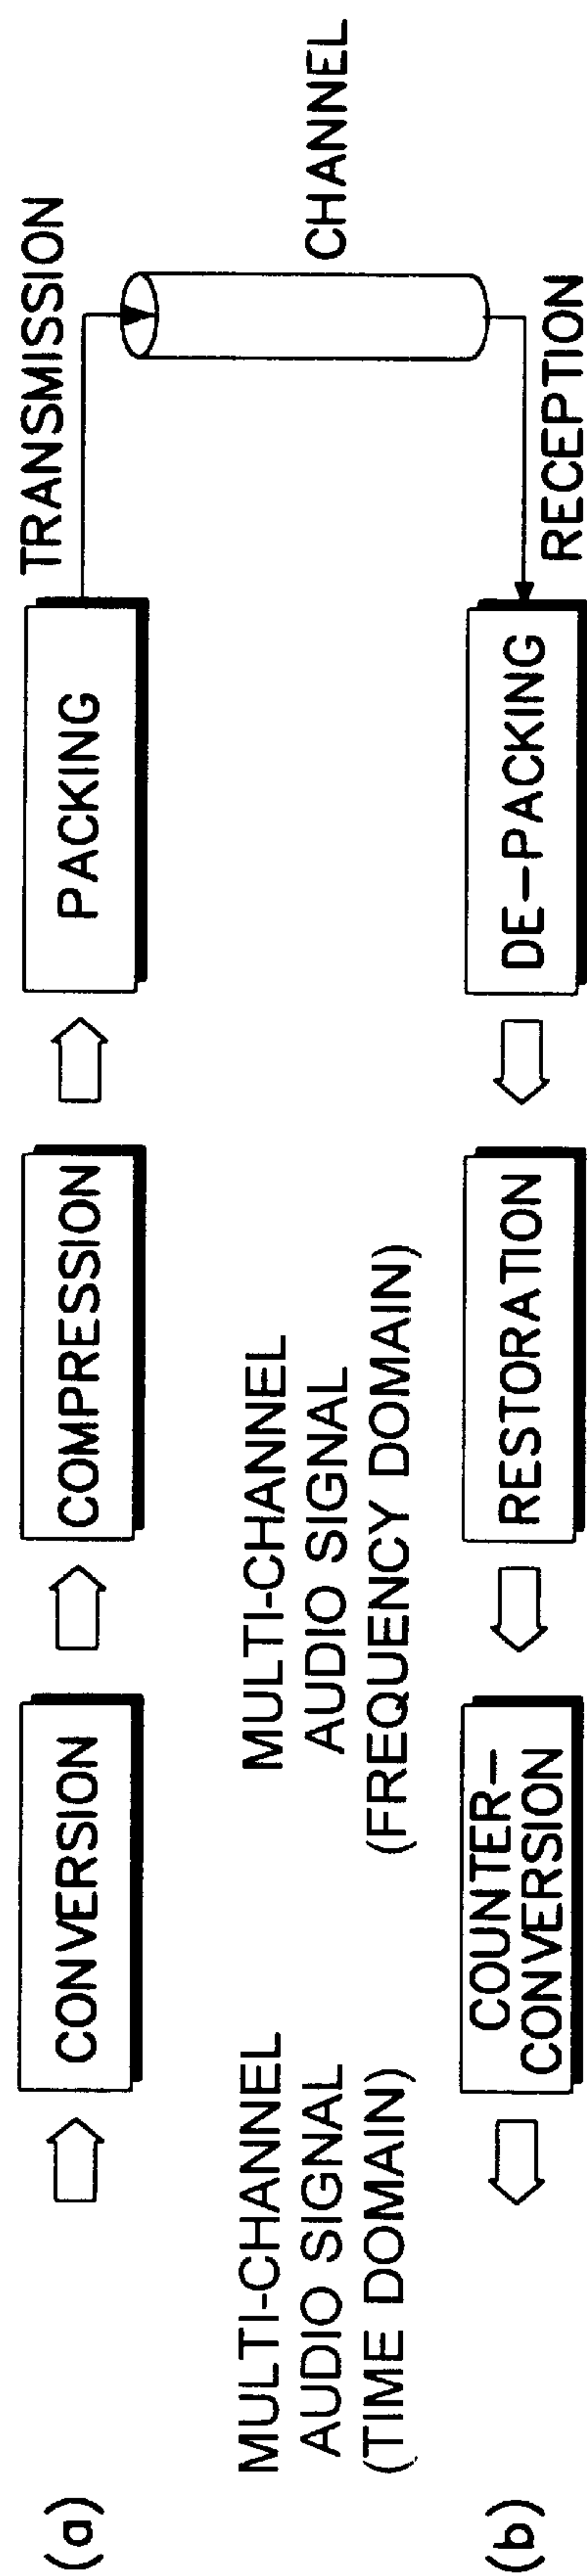 (a)
CONVERSION
COMPRESSION
PACKING
TRANSMISSION
MULTI-CHANNEL
AUDIO SIGNAL
(TIME DOMAIN)
MULTI-CHANNEL
AUDIO SIGNAL
(FREQUENCY DOMAIN)
CHANNEL
(b)
COUNTER-
CONVERSION
RESTORATION
DE-PACKING
RECEPTION